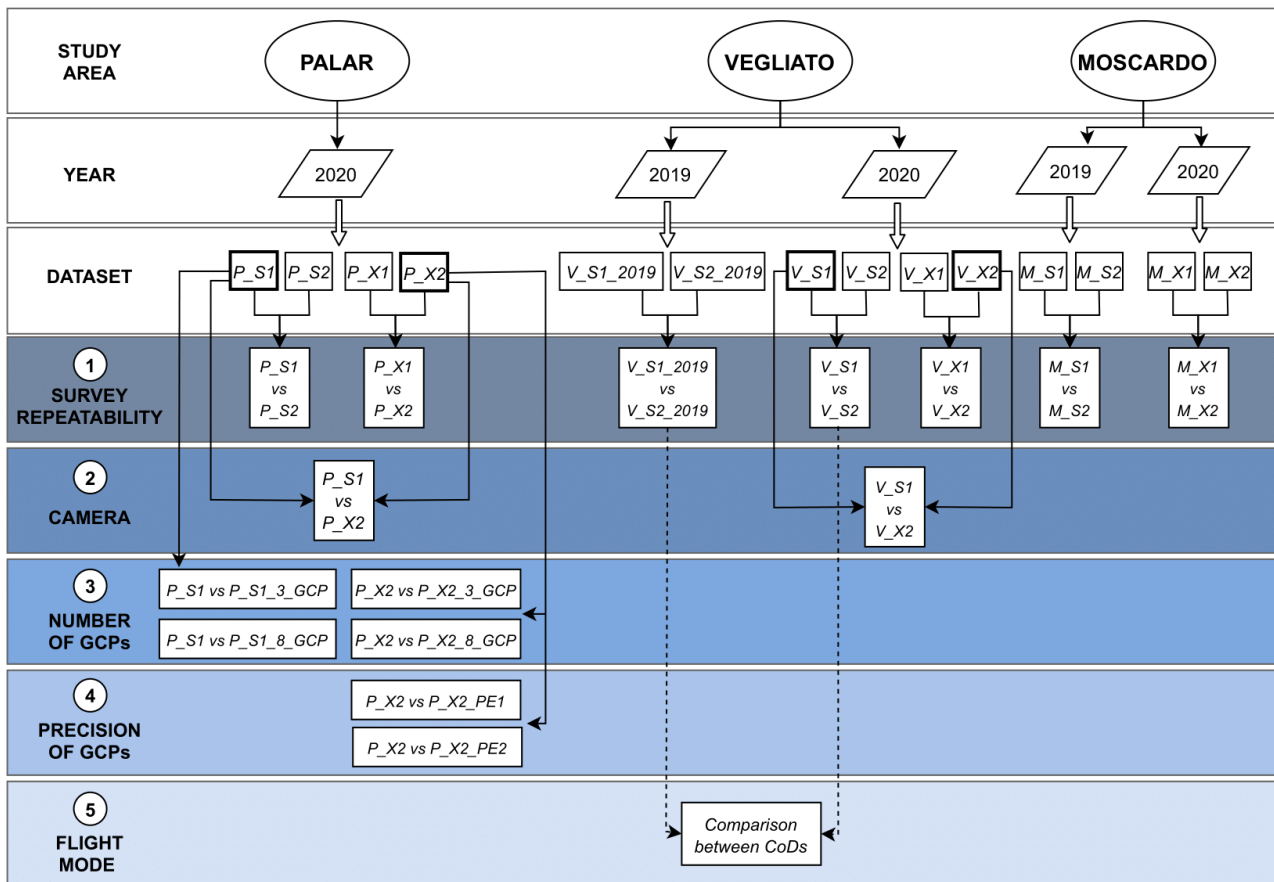 STUDY
AREA
PALAR
VEGLIATO
MOSCARDO
YEAR
2020
2019
2020
2019
2020
DATASET
P_S1
P_S2
P_X1
P_X2
V_S1_2019
V_S2_2019
V_S1
V_S2
V_X1
V_X2
M_S1
M_S2
M_X1
M_X2
1
SURVEY
REPEATABILITY
P_S1
vs
P_S2
P_X1
vs
P_X2
V_S1_2019
vs
V_S2_2019
V_S1
vs
V_S2
V_X1
vs
V_X2
M_S1
vs
M_S2
M_X1
vs
M_X2
2
CAMERA
P_S1
vs
P_X2
V_S1
vs
V_X2
3
NUMBER
OF GCPs
P_S1 vs P_S1_3_GCP
P_X2 vs P_X2_3_GCP
P_S1 vs P_S1_8_GCP
P_X2 vs P_X2_8_GCP
4
PRECISION
OF GCPs
P_X2 vs P_X2_PE1
P_X2 vs P_X2_PE2
5
FLIGHT
MODE
Comparison
between CoDs